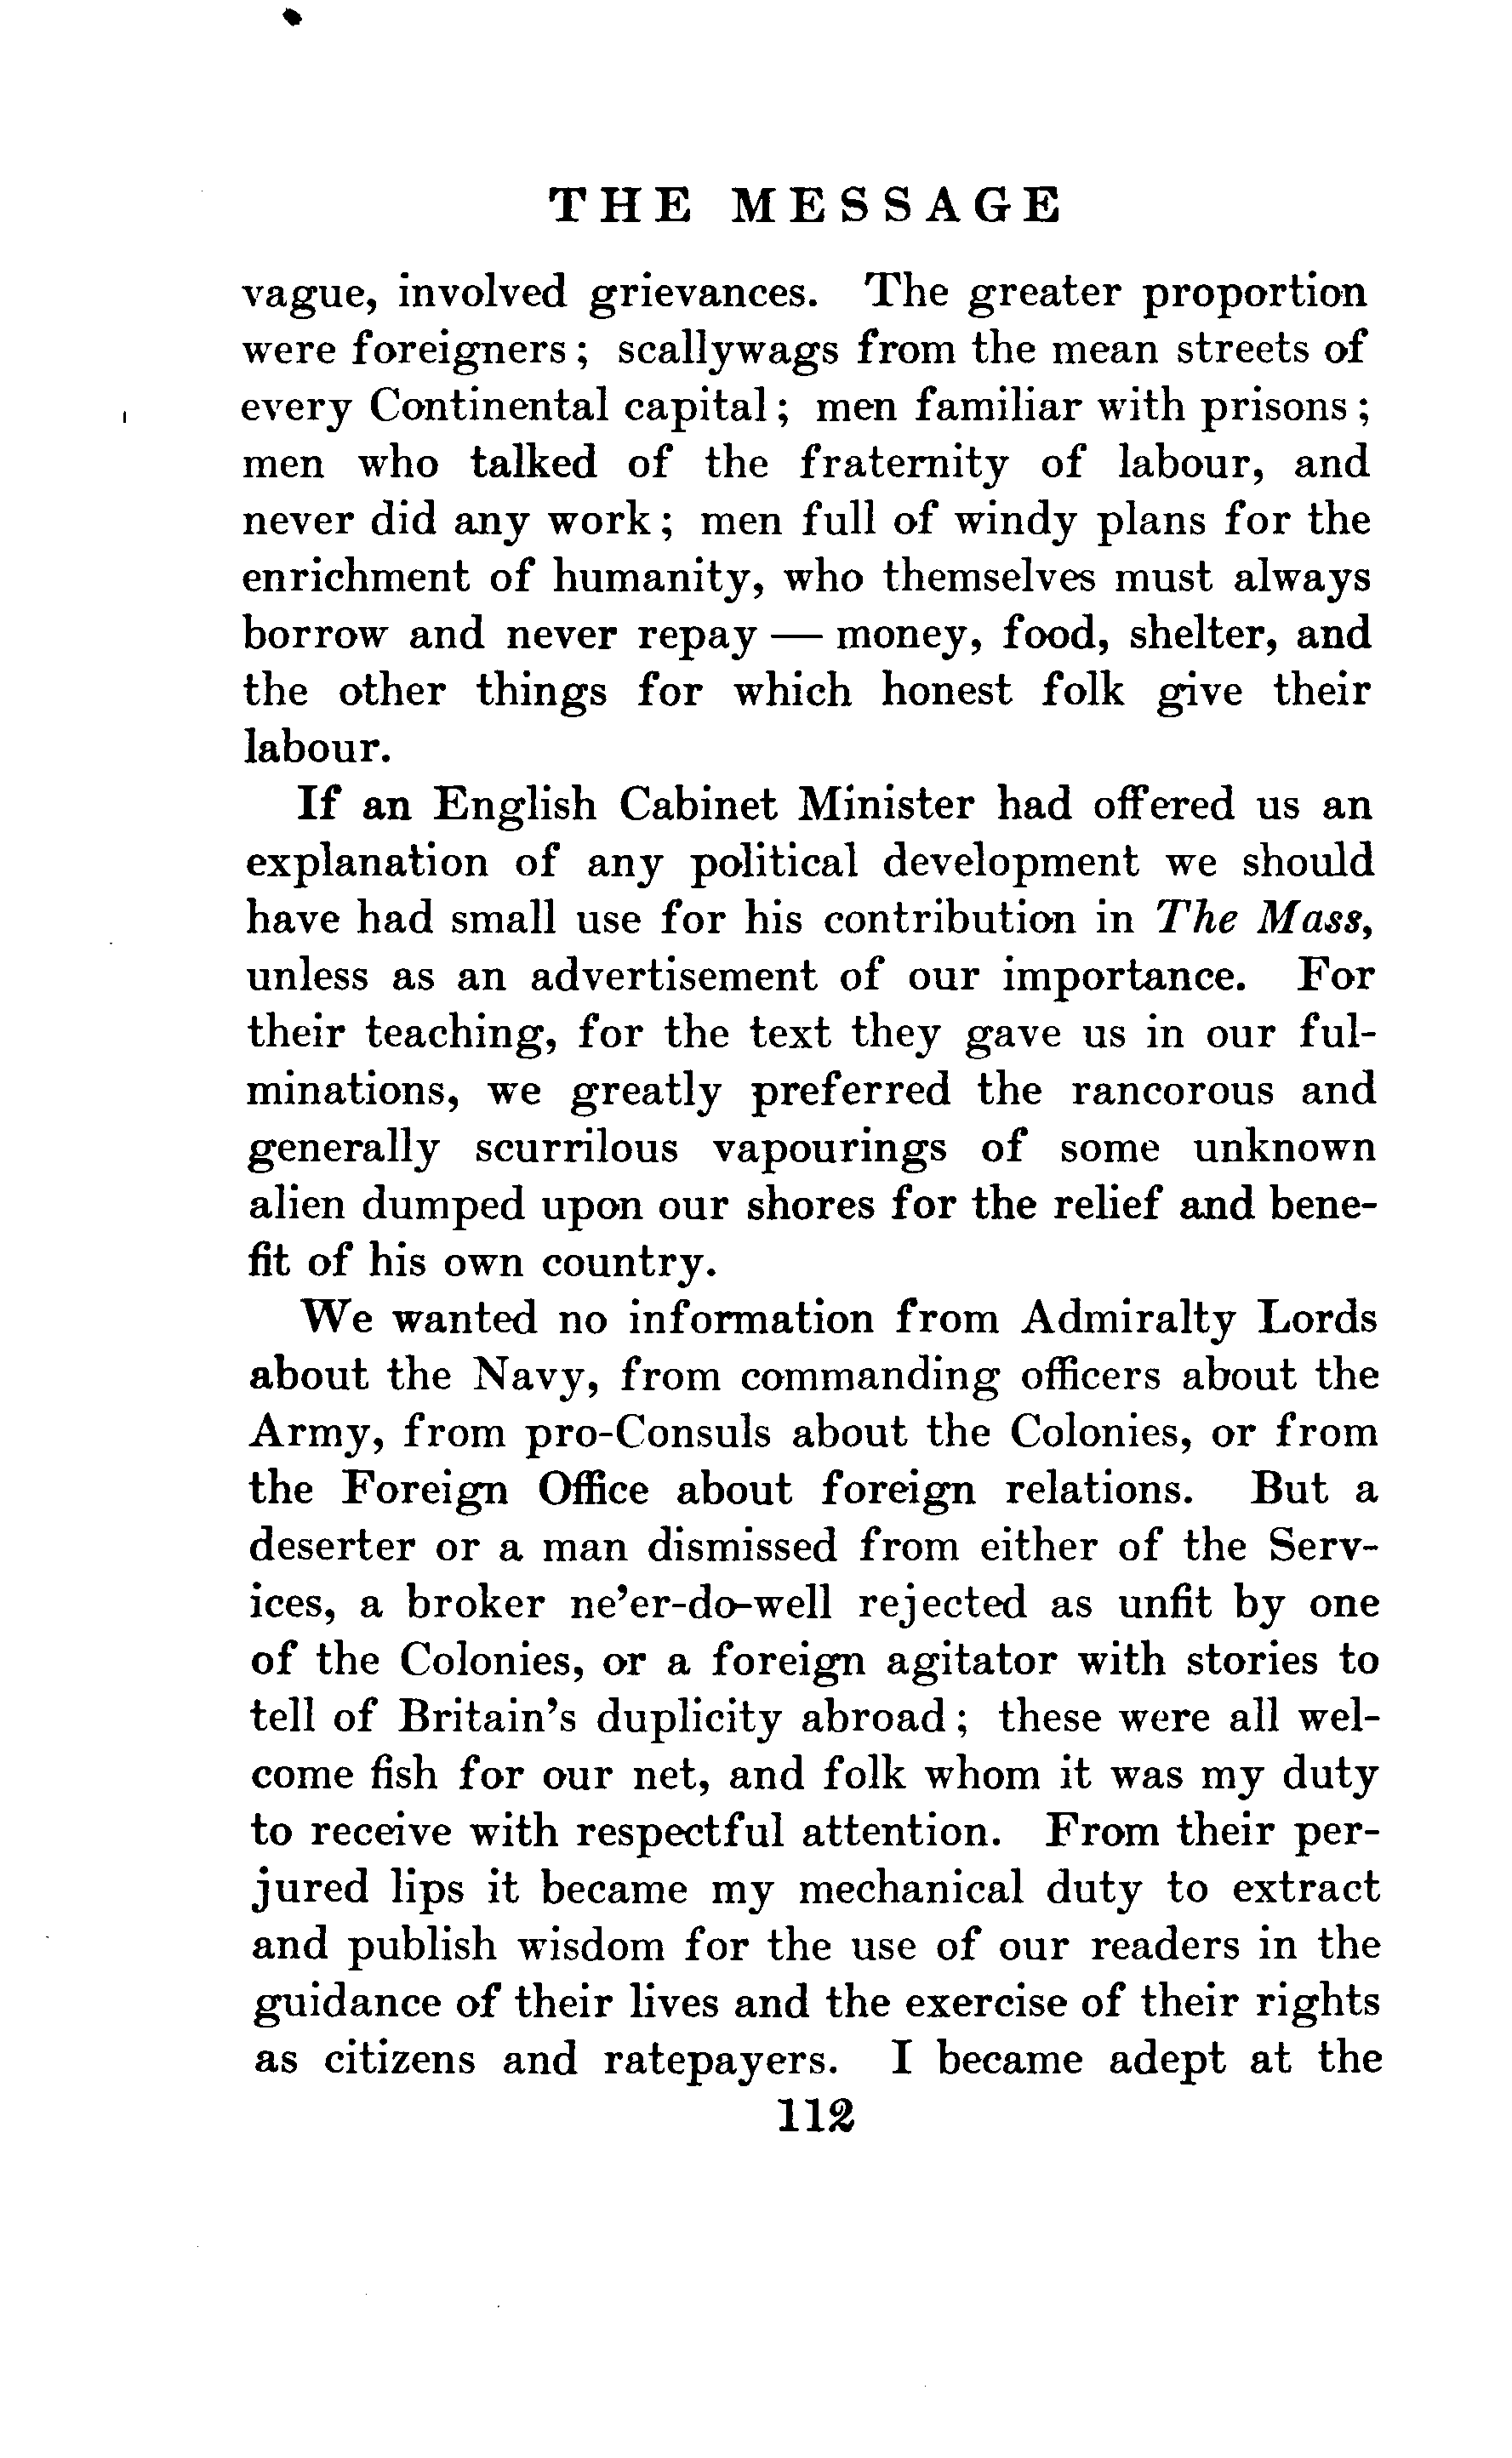 THE MESSAGE
vague, involved grievances. The greater proportion
were foreigners; scallywags from the mean streets of
every Continental capital; men familiar with prisons;
men who talked of the fraternity of labour, and
never did any work; men full of windy plans for the
enrichment of humanity, who themselves must always
borrow and never repay — money, food, shelter, and
the other things for which honest folk give their
labour.
If an English Cabinet Minister had offered us an
explanation of any political development we should
have had small use for his contribution in The Mass,
unless as an advertisement of our importance. For
their teaching, for the text they gave us in our ful-
minations, we greatly preferred the rancorous and
generally scurrilous vapourings of some unknown
alien dumped upon our shores for the relief and bene-
fit of his own country.
We wanted no information from Admiralty Lords
about the Navy, from commanding officers about the
Army, from pro-Consuls about the Colonies, or from
the Foreign Office about foreign relations. But a
deserter or a man dismissed from either of the Serv-
ices, a broker ne'er-do-well rejected as unfit by one
of the Colonies, or a foreign agitator with stories to
tell of Britain's duplicity abroad; these were all wel-
come fish for our net, and folk whom it was my duty
to receive with respectful attention. From their per-
jured lips it became my mechanical duty to extract
and publish wisdom for the use of our readers in the
guidance of their lives and the exercise of their rights
as citizens and ratepayers. I became adept at the
112